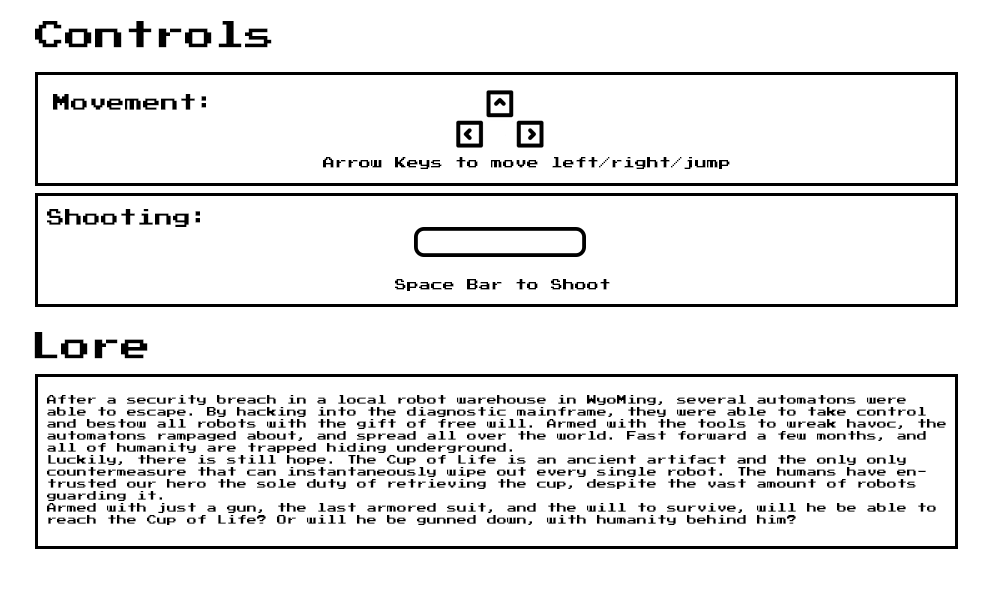 Controls
Movement:
Arrow Keys to move left/right/jump
Shooting:
Space Bar to Shoot
Lore
After a security breach in a local robot warehouse in WyoMing, several automatons were
able to escape. By hacking into the diagnostic mainframe, they were able to take control
and bestow all robots with the gift of free will. Armed with the tools to wreak havoc, the
automatons rampaged about, and spread all over the world. Fast forward a few months, and
all of humanity are trapped hiding underground.
Luckily, there is still hope. The Cup of Life is an ancient artifact and the only only
countermeasure that can instantaneously wipe out every single robot. The humans have en-
trusted our hero the sole duty of retrieving the cup, despite the vast amount of robots
guarding it.
Armed with just a gun, the last armored suit, and the will to survive, will he be able to
reach the Cup of Life? Or will he be gunned down, with humanity behind him?